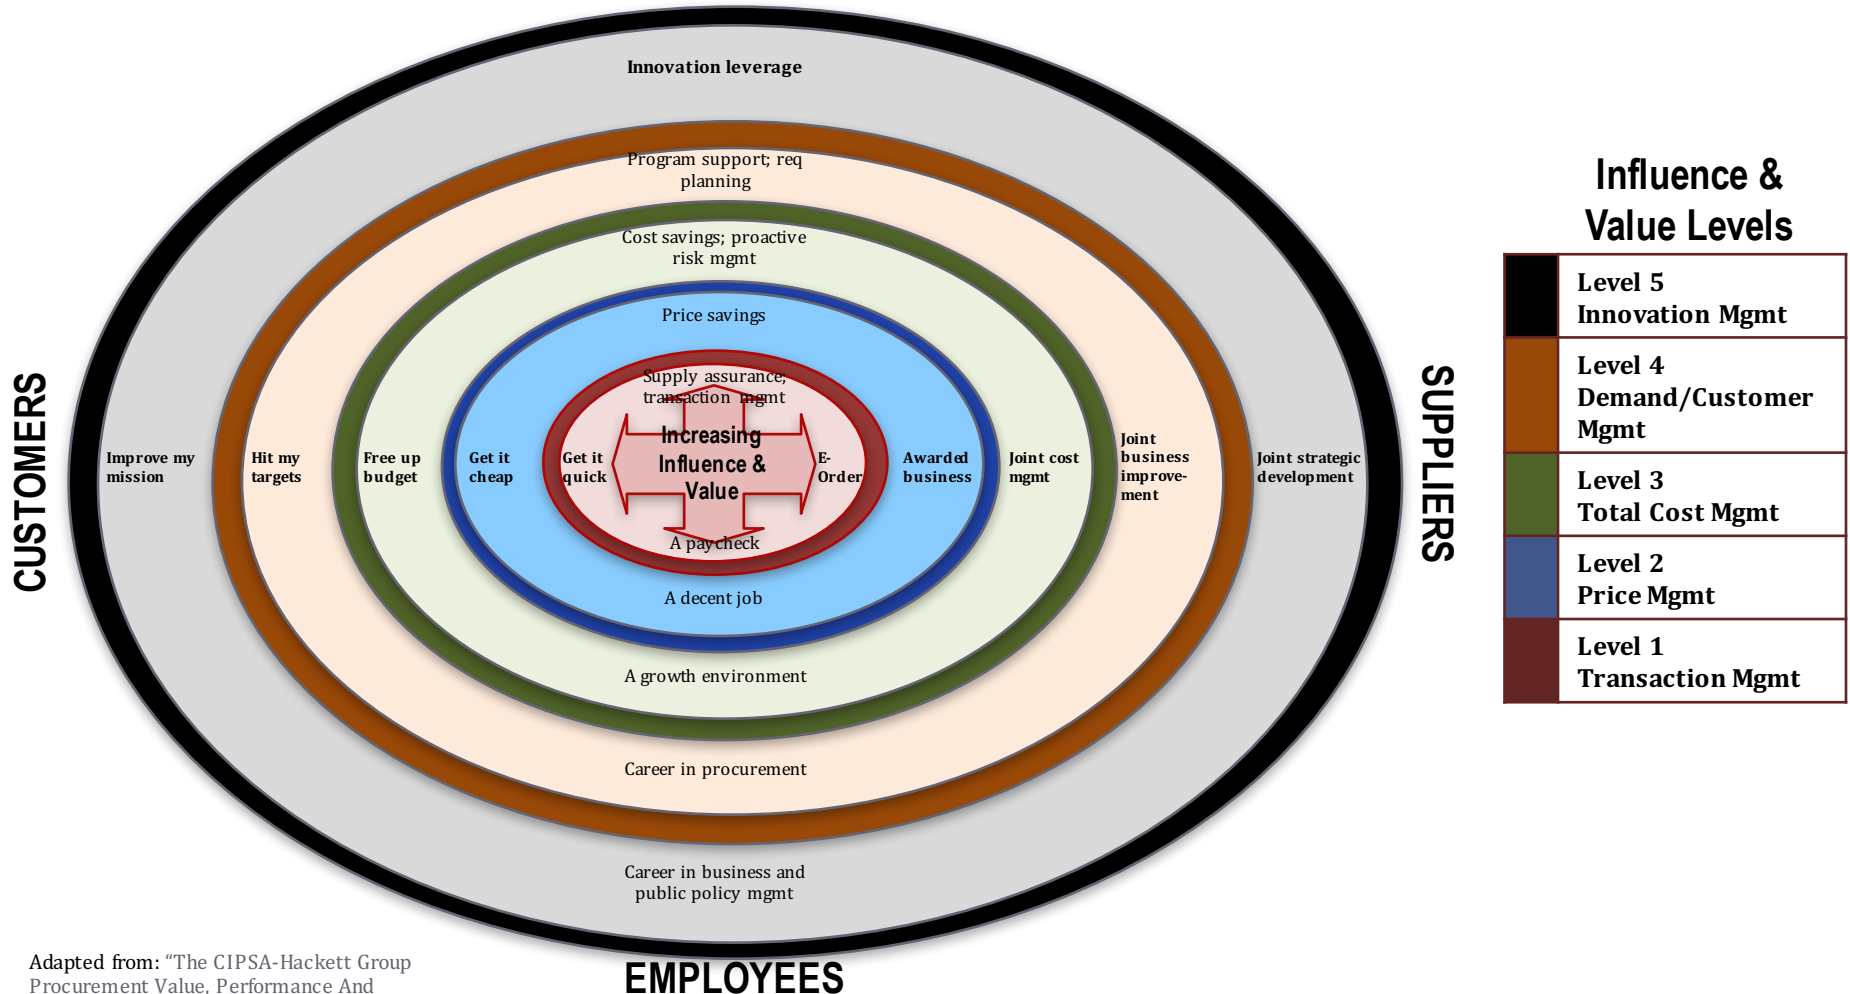 Innovation leverage
Program support; req
planning
Cost savings; proactive
risk mgmt
Price savings
Supply assurance;
transaction mgmt
Increasing
Influence &
Value
CUSTOMERS
Improve my
mission
Hit my
targets
Free up
budget
Get it
cheap
Get it
quick
E-
Order
Awarded
business
Joint cost
mgmt
Joint
business
improve-
ment
Joint strategic
development
SUPPLIERS
A paycheck
A decent job
A growth environment
Career in procurement
Career in business and
public policy mgmt
EMPLOYEES
Influence &
Value Levels
Level 5
Innovation Mgmt
Level 4
Demand/Customer
Mgmt
Level 3
Total Cost Mgmt
Level 2
Price Mgmt
Level 1
Transaction Mgmt
Adapted from: “The CIPSA-Hackett Group
Procurement Value, Performance And